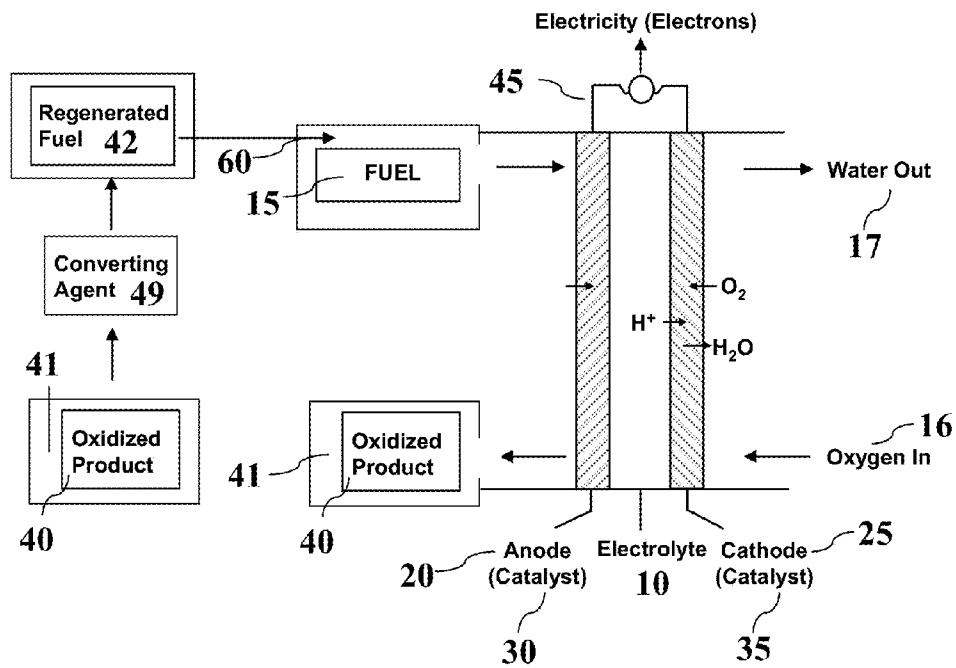 Electricity (Electrons)
45
Regenerated
Fuel 42
60
FUEL
15
Water Out
17
Converting
Agent 49
O2
H+
H2O
41
Oxidized
Product
40
41
Oxidized
Product
40
16
Oxygen In
20
Anode
(Catalyst)
30
Electrolyte
10
Cathode
(Catalyst)
25
35